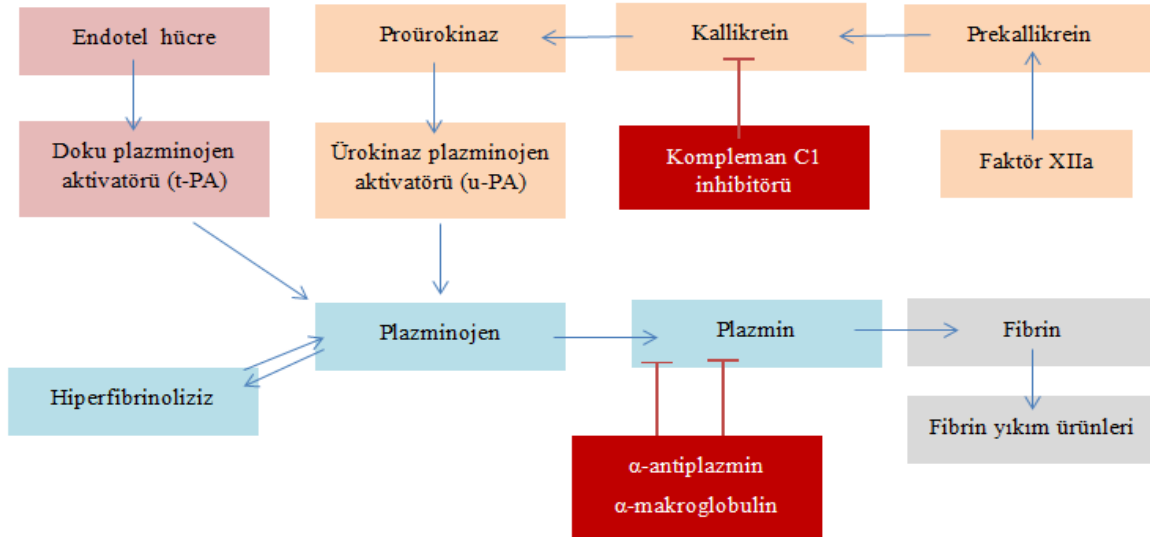 Endotel hücre
Proürokinaz
Kallikrein
Prekallikrein
Doku plazminojen
aktivatörü (t-PA)
Ürokinaz plazminojen
aktivatörü (u-PA)
Kompleman C1
inhibitörü
Faktör XIIa
Plazminojen
Plazmin
Fibrin
Hiperfibrinoliziz
Fibrin yıkım ürünleri
α-antiplazmin
α-makroglobulin